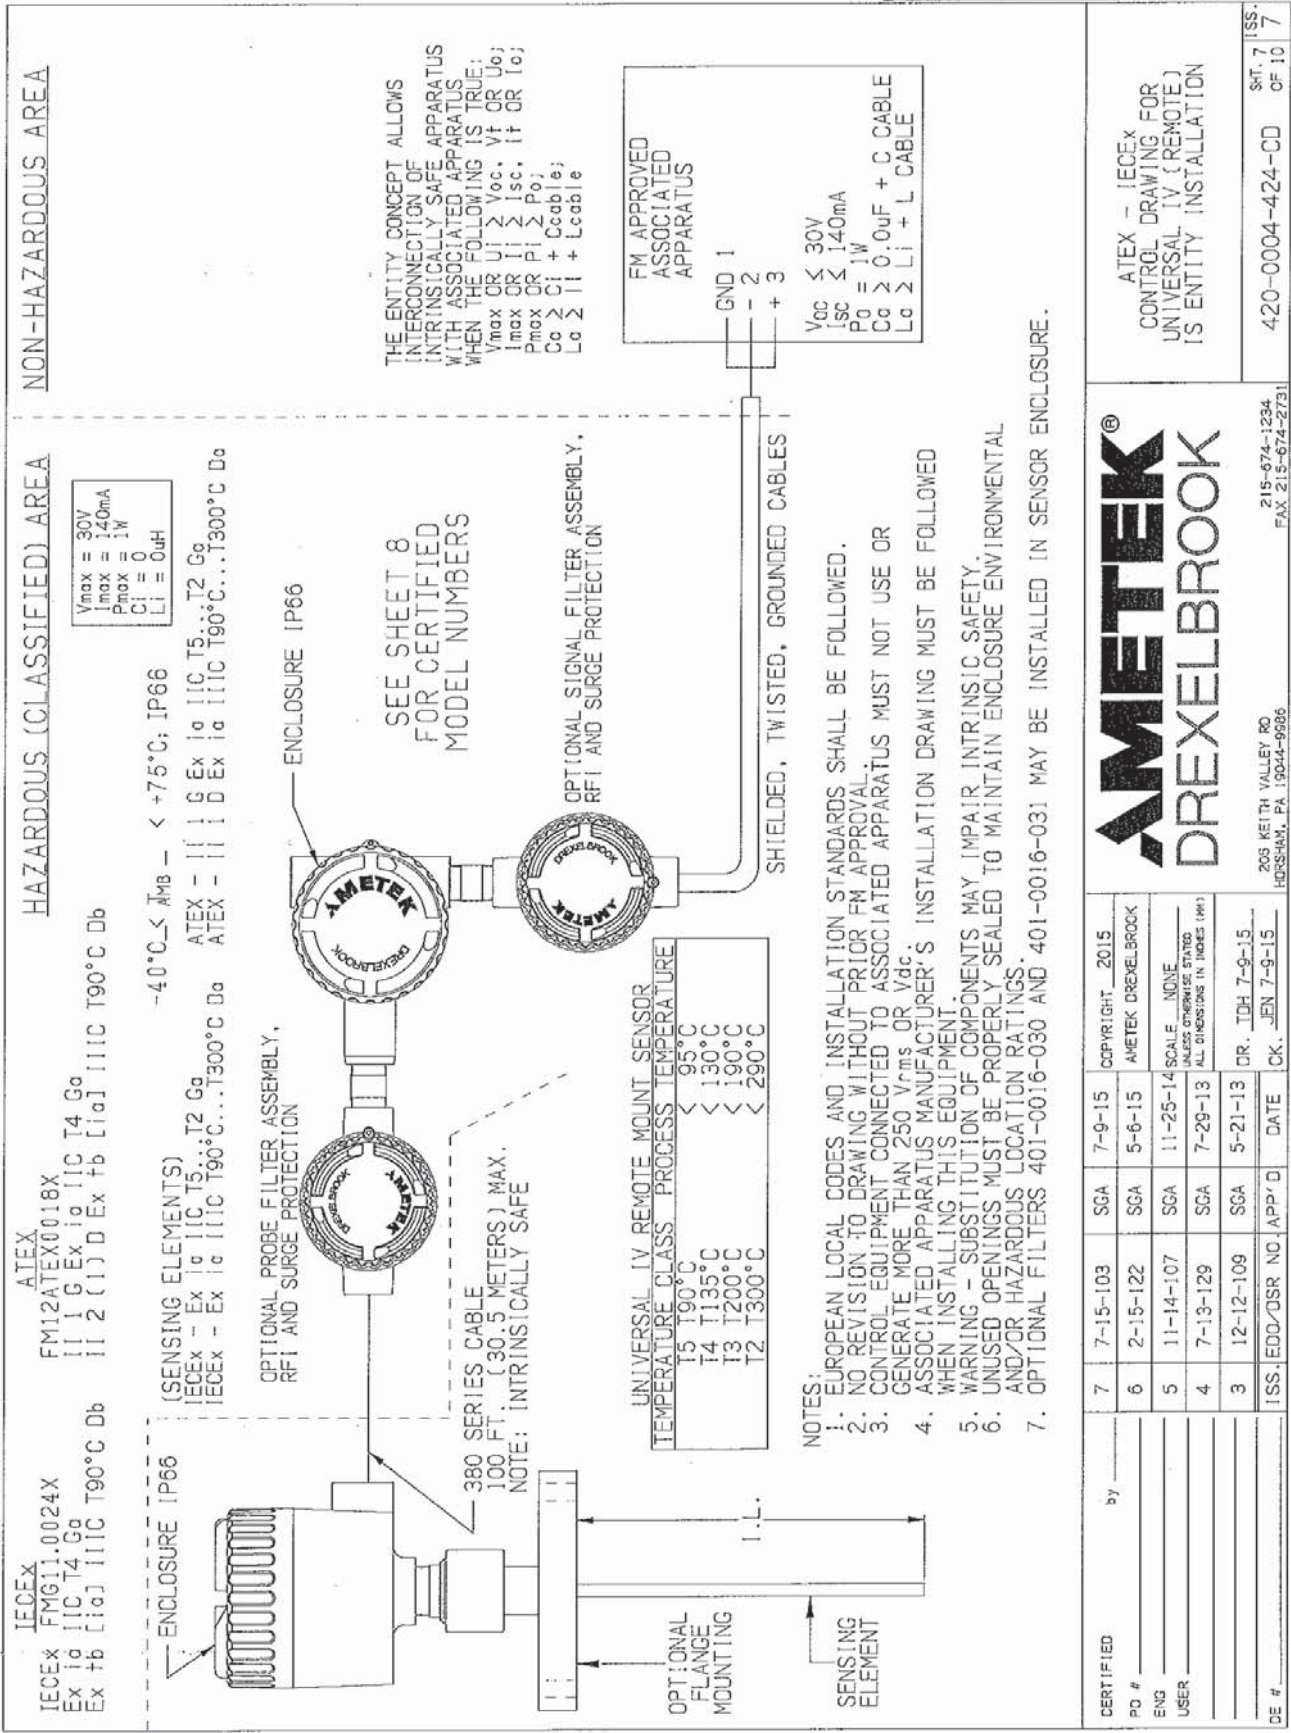 HAZARDOUS (CLASSIFIED) AREA
NON-HAZARDOUS AREA
IECEx
IECEx FMG11.0024X
Ex ia IIC T4 Ga
Ex tb [ia] IIIC T90°C Db
ATEX
FM12ATEX0018X
II 1 G Ex ia IIC T4 Ga
II 2 (1) D Ex tb [ia] IIIC T90°C Db
Vmax = 30V
Imax = 140mA
Pmax = 1W
Ci = 0
Li = 0uH
-40°C ≤ TAMB - < +75°C; IP66
(SENSING ELEMENTS)
IECEx - Ex ia IIC T5...T2 Ga
IECEx - Ex ia IIIC T90°C...T300°C Da
ATEX - II 1 G Ex ia IIC T5...T2 Ga
ATEX - II 1 D Ex ia IIIC T90°C...T300°C Da
ENCLOSURE IP66
OPTIONAL PROBE FILTER ASSEMBLY,
RFI AND SURGE PROTECTION
ENCLOSURE IP66
SEE SHEET 8
FOR CERTIFIED
MODEL NUMBERS
THE ENTITY CONCEPT ALLOWS
INTERCONNECTION OF
INTRINSICALLY SAFE APPARATUS
WITH ASSOCIATED APPARATUS
WHEN THE FOLLOWING IS TRUE:
Vmax OR Ui ≥ Voc, Vt OR Uo;
Imax OR Ii ≥ Isc, It OR Io;
Pmax OR Pi ≥ Po;
Ca ≥ Ci + Ccable;
La ≥ Ii + Lcable
DREXELBROOK
AMETEK
AMETEK
DREXELBROOK
DREXELBROOK
AMETEK
380 SERIES CABLE
100 FT. (30.5 METERS) MAX.
NOTE: INTRINSICALLY SAFE
OPTIONAL SIGNAL FILTER ASSEMBLY,
RFI AND SURGE PROTECTION
FM APPROVED
ASSOCIATED
APPARATUS
GND 1
- 2
+ 3
Voc ≤ 30V
Isc ≤ 140mA
Po = 1W
Ca ≥ 0.0uF + C CABLE
La ≥ Li + L CABLE
SHIELDED, TWISTED, GROUNDED CABLES
UNIVERSAL IV REMOTE MOUNT SENSOR
TEMPERATURE CLASS PROCESS TEMPERATURE
T5 T90°C < 95°C
T4 T135°C < 130°C
T3 T200°C < 190°C
T2 T300°C < 290°C
I.L.
OPTIONAL
FLANGE
MOUNTING
SENSING
ELEMENT
NOTES:
1. EUROPEAN LOCAL CODES AND INSTALLATION STANDARDS SHALL BE FOLLOWED.
2. NO REVISION TO DRAWING WITHOUT PRIOR FM APPROVAL.
3. CONTROL EQUIPMENT CONNECTED TO ASSOCIATED APPARATUS MUST NOT USE OR
GENERATE MORE THAN 250 Vrms OR Vdc.
4. ASSOCIATED APPARATUS MANUFACTURER'S INSTALLATION DRAWING MUST BE FOLLOWED
WHEN INSTALLING THIS EQUIPMENT.
5. WARNING - SUBSTITUTION OF COMPONENTS MAY IMPAIR INTRINSIC SAFETY.
6. UNUSED OPENINGS MUST BE PROPERLY SEALED TO MAINTAIN ENCLOSURE ENVIRONMENTAL
AND/OR HAZARDOUS LOCATION RATINGS.
7. OPTIONAL FILTERS 401-0016-030 AND 401-0016-031 MAY BE INSTALLED IN SENSOR ENCLOSURE.
CERTIFIED by
PO #
ENG
USER
DE #
7 7-15-103 SGA 7-9-15
6 2-15-122 SGA 5-6-15
5 11-14-107 SGA 11-25-14
4 7-13-129 SGA 7-29-13
3 12-12-109 SGA 5-21-13
ISS. EDO/DSR NO. APP'D DATE
COPYRIGHT 2015
AMETEK DREXELBROOK
SCALE NONE
UNLESS OTHERWISE STATED
ALL DIMENSIONS IN INCHES (MM)
DR. TDH 7-9-15
CK. JEN 7-9-15
AMETEK®
DREXELBROOK
205 KEITH VALLEY RD
HORSHAM, PA 19044-9986
215-674-1234
FAX 215-674-2731
ATEX - IECEx
CONTROL DRAWING FOR
UNIVERSAL IV (REMOTE)
IS ENTITY INSTALLATION
420-0004-424-CD
SHT. 7
OF 10
ISS.
7